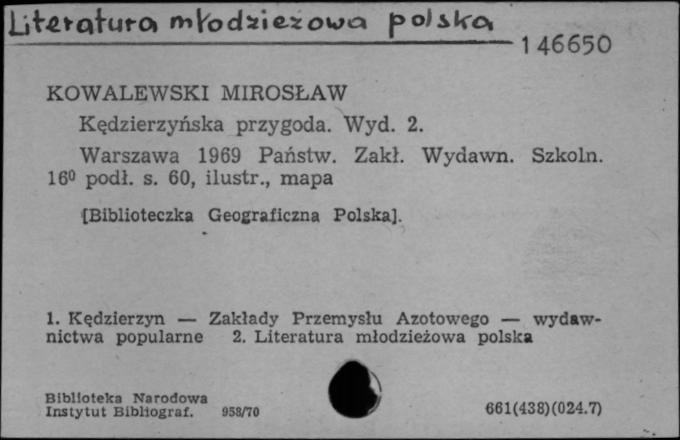 Literatura młodzieżowa polska
146650
KOWALEWSKI MIROSŁAW
Kędzierzyńska przygoda. Wyd. 2.
Warszawa 1969 Państw. Zakł. Wydawn. Szkoln.
16⁰ podł. s. 60, ilustr., mapa
[Biblioteczka Geograficzna Polska].
1. Kędzierzyn — Zakłady Przemysłu Azotowego — wydaw-
nictwa popularne 2. Literatura młodzieżowa polska
Biblioteka Narodowa
Instytut Bibliograf. 958/70
661(438)(024.7)